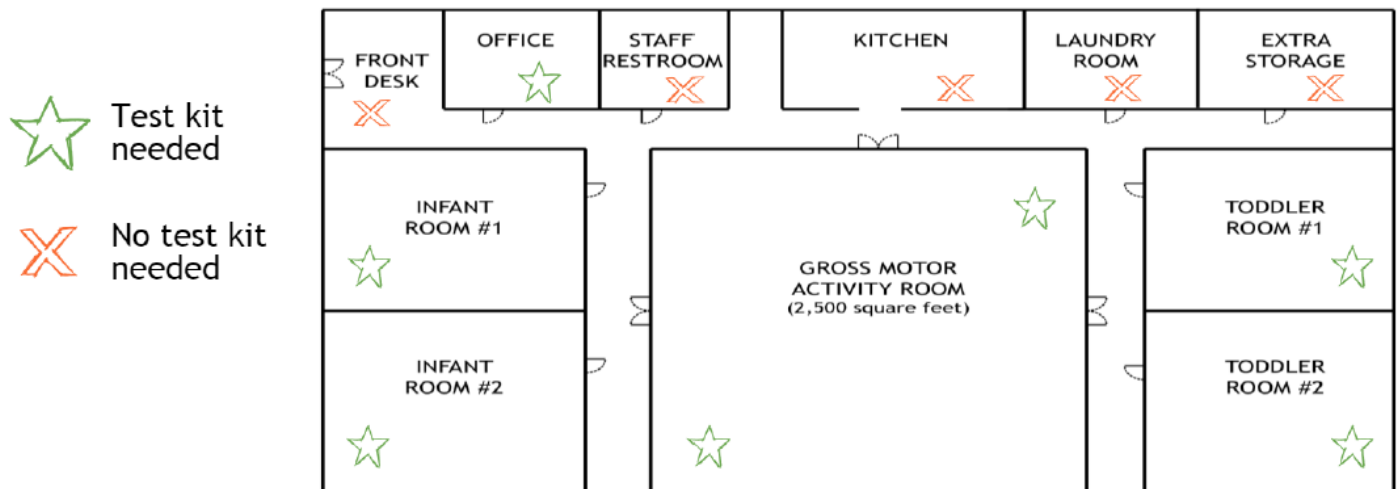 Test kit
needed
No test kit
needed
FRONT
DESK
OFFICE
STAFF
RESTROOM
KITCHEN
LAUNDRY
ROOM
EXTRA
STORAGE
INFANT
ROOM #1
GROSS MOTOR
ACTIVITY ROOM
(2,500 square feet)
TODDLER
ROOM #1
INFANT
ROOM #2
TODDLER
ROOM #2